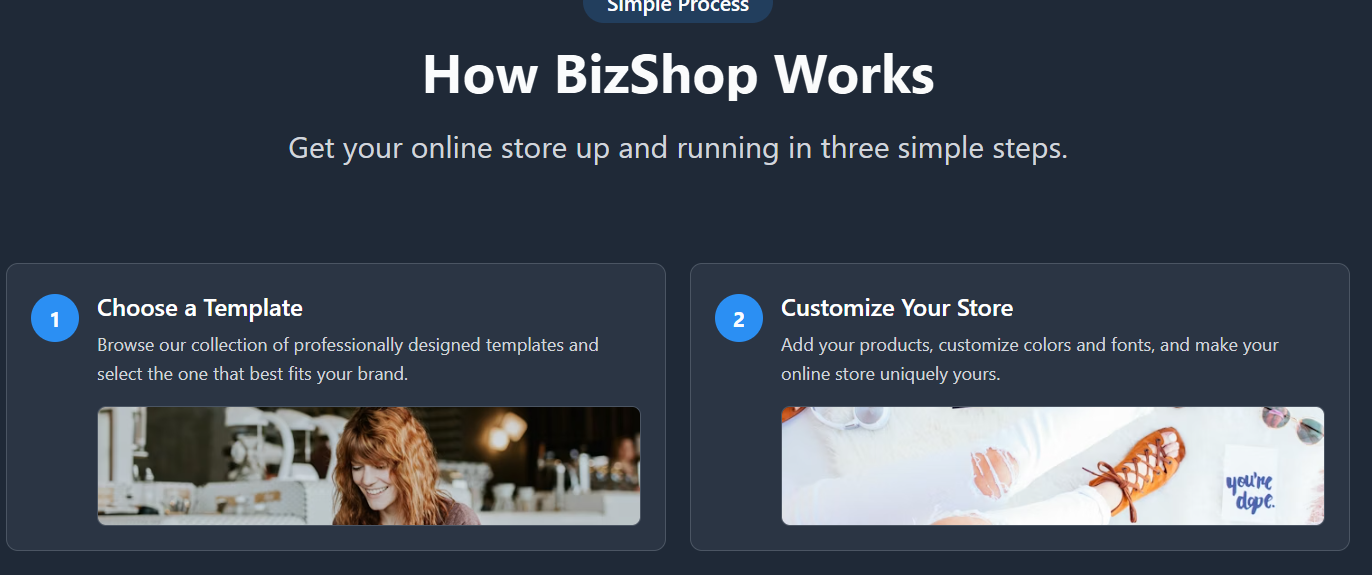 Simple Process
How BizShop Works
Get your online store up and running in three simple steps.
1
Choose a Template
Browse our collection of professionally designed templates and
select the one that best fits your brand.
2
Customize Your Store
Add your products, customize colors and fonts, and make your
online store uniquely yours.
you're
dope.